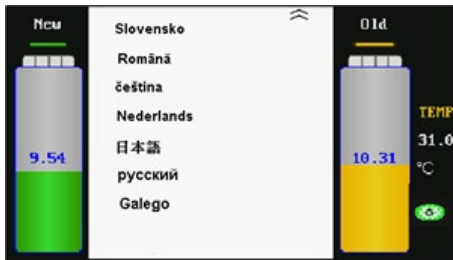 New
9.54
Slovensko
Română
čeština
Nederlands
日本語
русский
Galego
Old
10.31
TEMP
31.0
°C